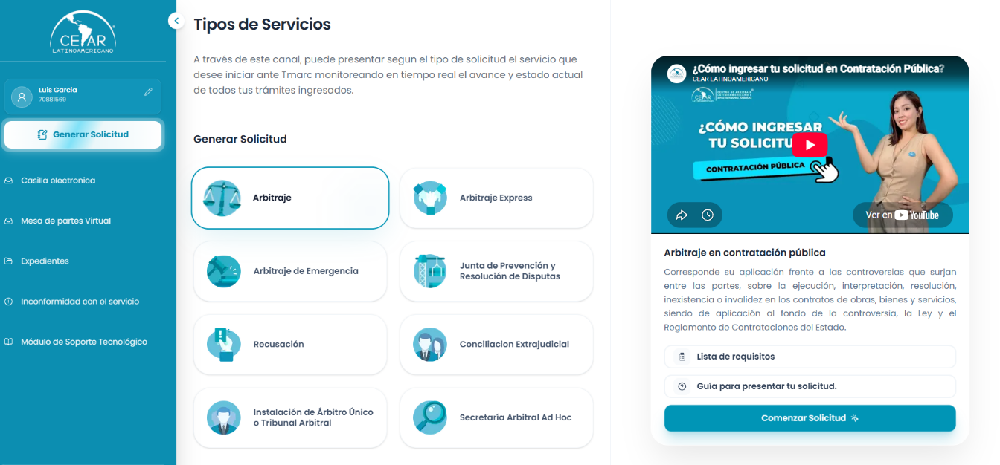 CEAR
LATINOAMERICANO
Luis Garcia
70881569
Generar Solicitud
Casilla electronica
Mesa de partes Virtual
Expedientes
Inconformidad con el servicio
Módulo de Soporte Tecnológico
Tipos de Servicios
A través de este canal, puede presentar segun el tipo de solicitud el servicio que
desee iniciar ante Tmarc monitoreando en tiempo real el avance y estado actual
de todos tus trámites ingresados.
Generar Solicitud
Arbitraje
Arbitraje Express
Arbitraje de Emergencia
Junta de Prevención y
Resolución de Disputas
Recusación
Conciliacion Extrajudicial
Instalación de Árbitro Único
o Tribunal Arbitral
Secretaría Arbitral Ad Hoc
¿Cómo ingresar tu solicitud en Contratación Pública?
CEAR LATINOAMERICANO
CEAR
CENTRO DE ARBITRAJE
LATINOAMERICANO E
INVESTIGACIONES JURÍDICAS
¿CÓMO INGRESAR
TU SOLICITU
CONTRATACIÓN PÚBLICA
Ver en YouTube
Arbitraje en contratación pública
Corresponde su aplicación frente a las controversias que surjan
entre las partes, sobre la ejecución, interpretación, resolución,
inexistencia o invalidez en los contratos de obras, bienes y servicios,
siendo de aplicación al fondo de la controversia, la Ley y el
Reglamento de Contrataciones del Estado.
Lista de requisitos
Guía para presentar tu solicitud.
Comenzar Solicitud